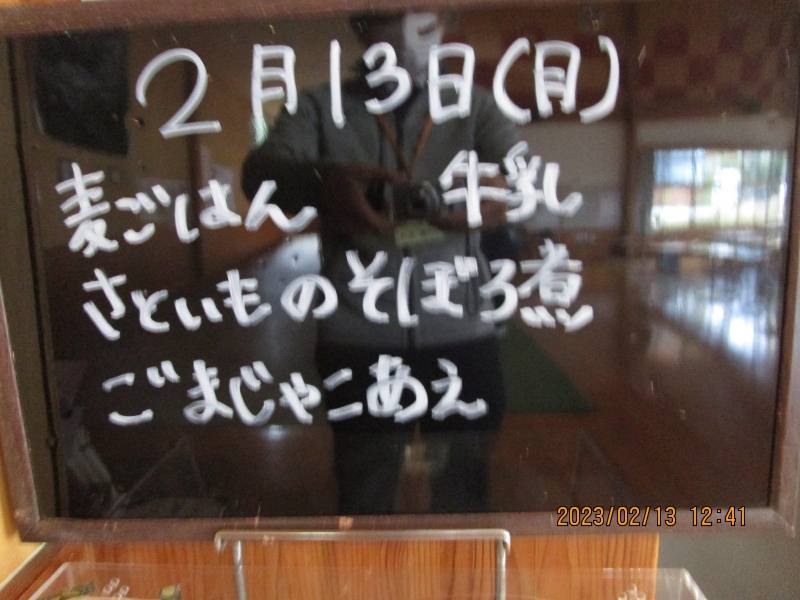 2月13日(月)
麦ごはん 牛乳
さといものそぼろ煮
ごまじゃこあえ
2023/02/13 12:41